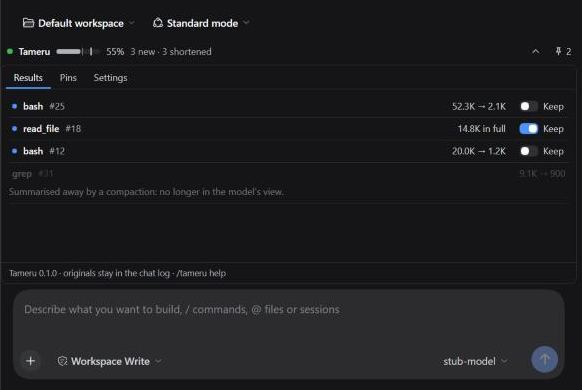 Default workspace Standard mode
Tameru 55% 3 new · 3 shortened 2
Results Pins Settings
bash #25 52.3K → 2.1K Keep
read_file #18 14.8K in full Keep
bash #12 20.0K → 1.2K Keep
grep #31 9.1K → 900
Summarised away by a compaction: no longer in the model's view.
Tameru 0.1.0 · originals stay in the chat log · /tameru help
Describe what you want to build, / commands, @ files or sessions
Workspace Write stub-model